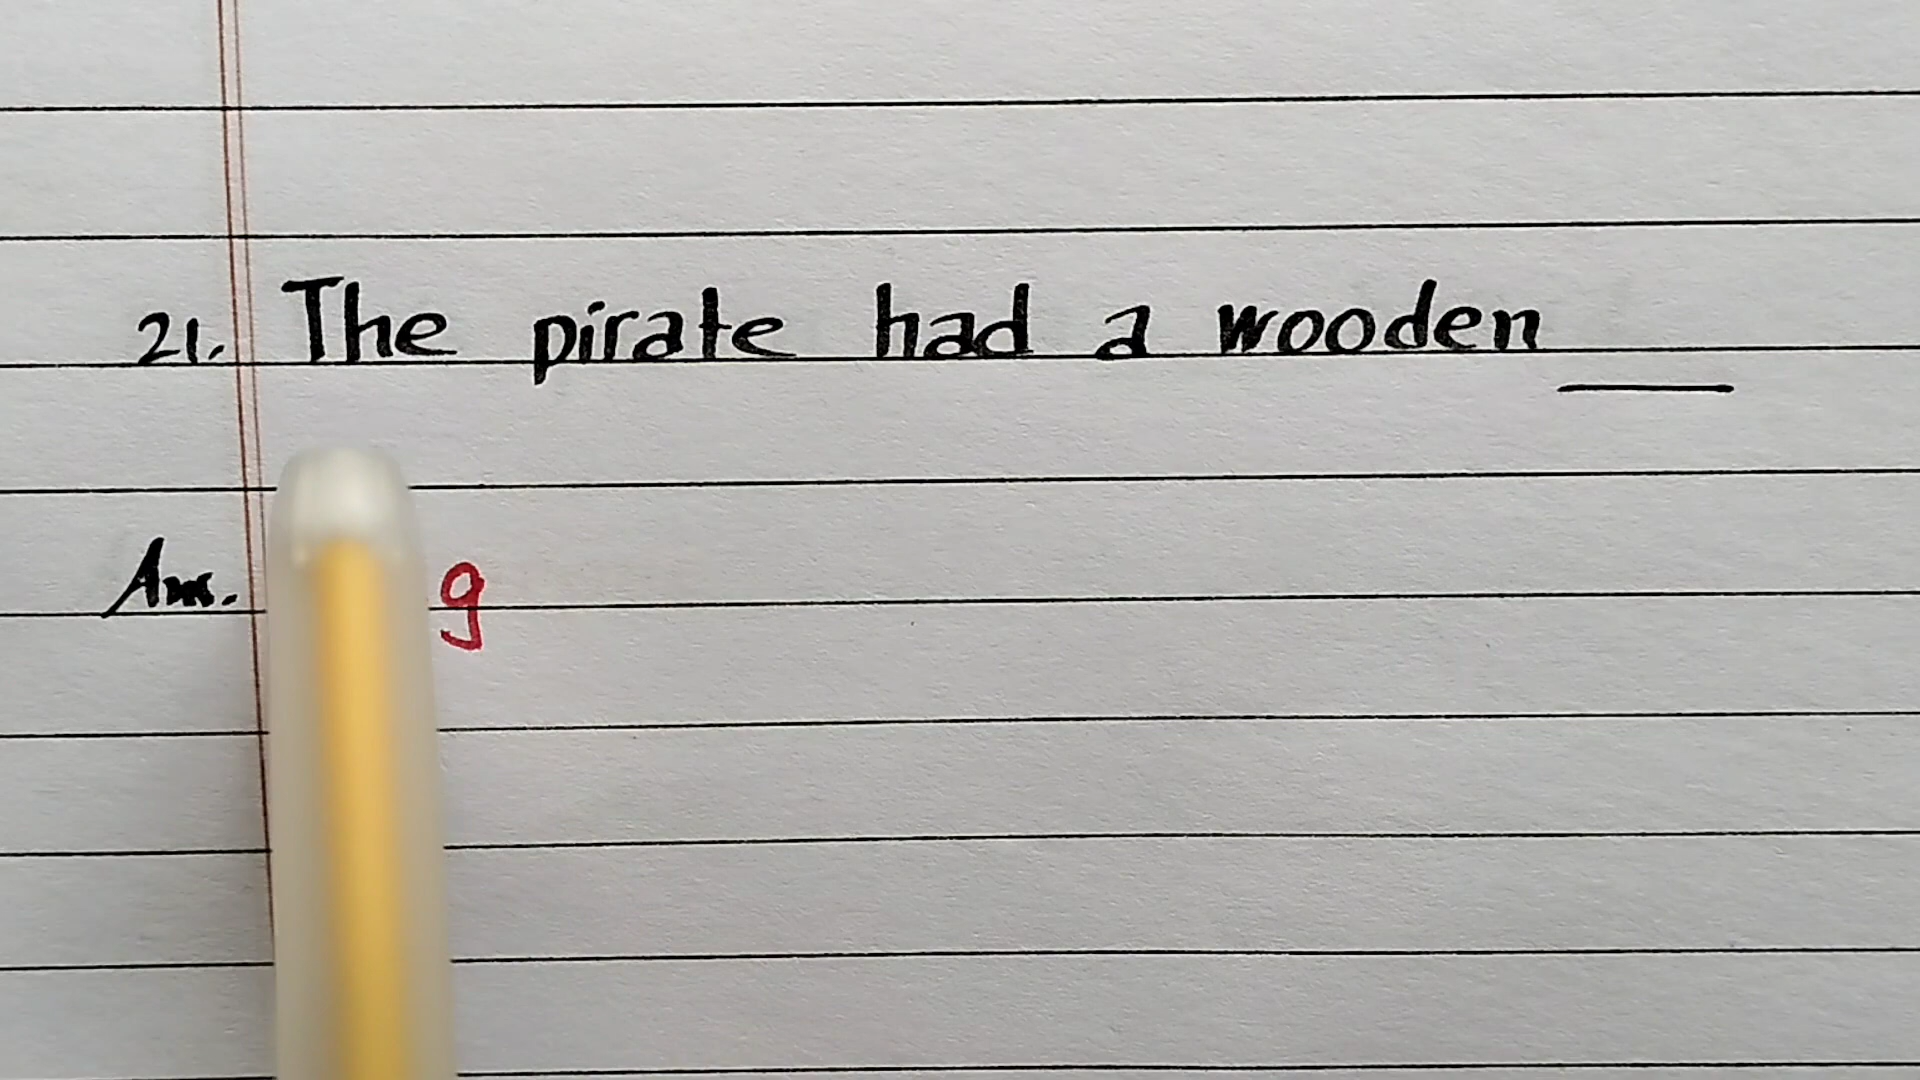 21. The pirate had a wooden ___
Ans. g